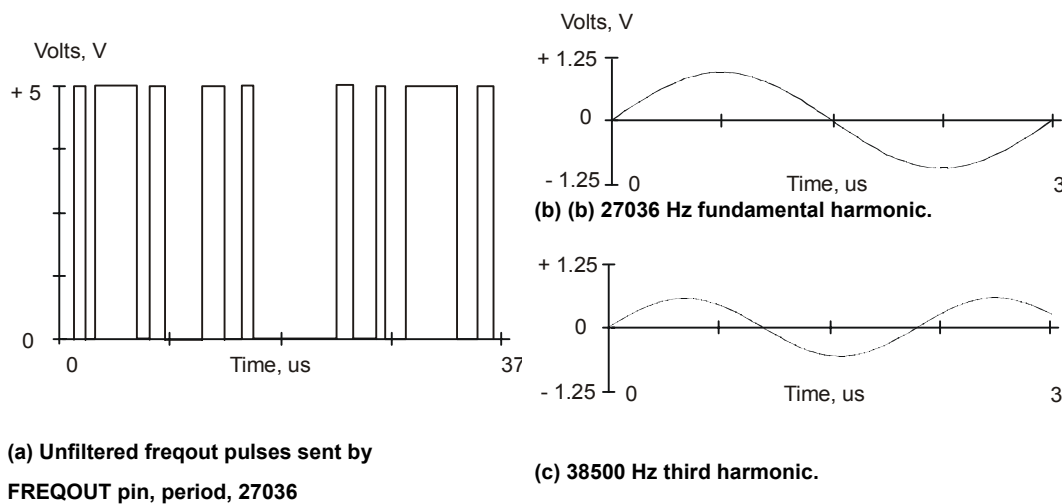 Volts, V
+ 5
0
0
Time, us
37
(a) Unfiltered freqout pulses sent by
FREQOUT pin, period, 27036
Volts, V
+ 1.25
0
- 1.25
0
Time, us
3
(b) (b) 27036 Hz fundamental harmonic.
+ 1.25
0
- 1.25
0
Time, us
3
(c) 38500 Hz third harmonic.